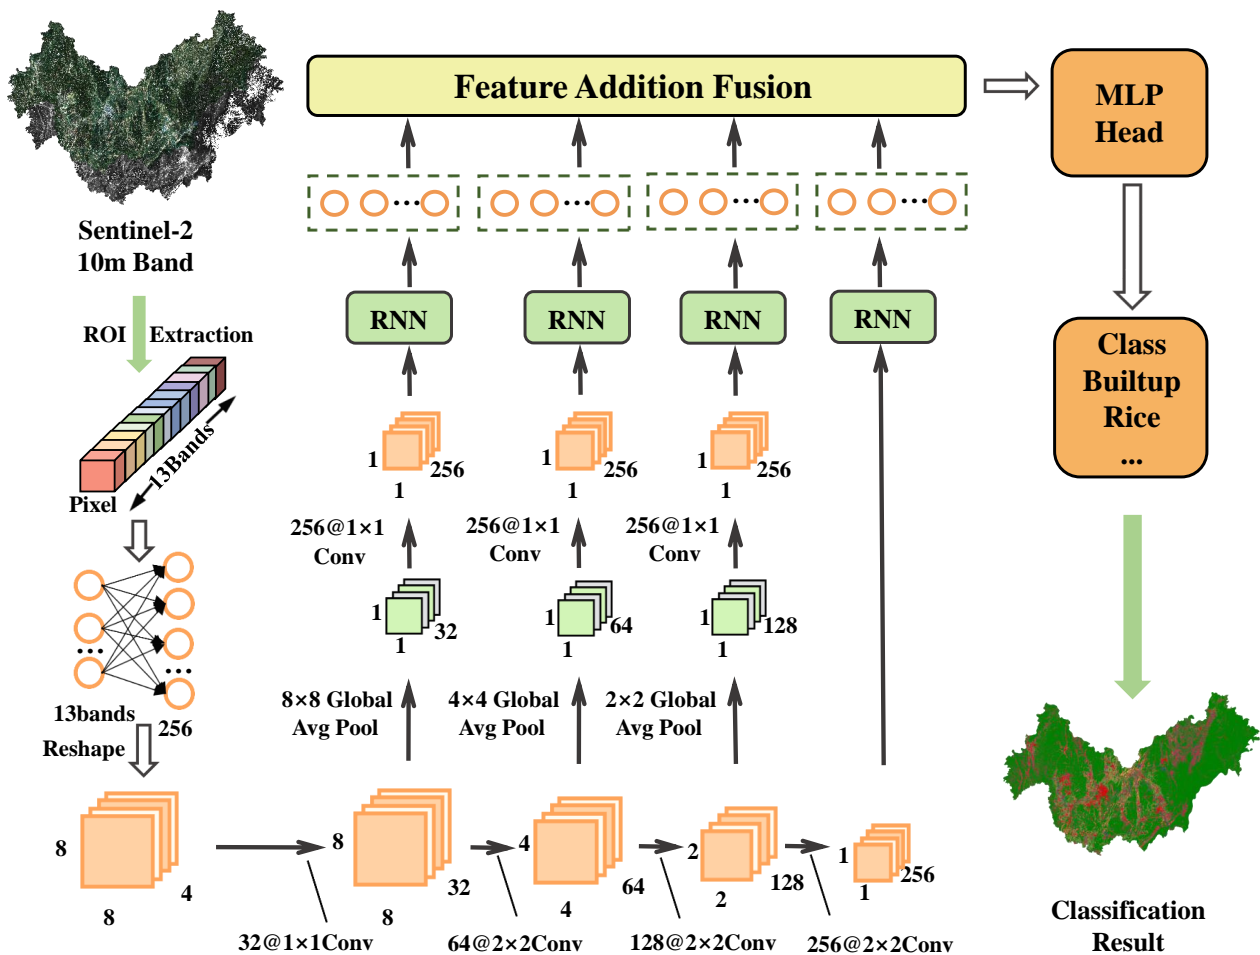 Sentinel-2
10m Band
ROI Extraction
13Bands
Pixel
13bands
256
Reshape
8
8
4
32@1×1Conv
8
8
32
64@2×2Conv
4
4
64
128@2×2Conv
2
2
128
256@2×2Conv
1
1
256
8×8 Global
Avg Pool
4×4 Global
Avg Pool
2×2 Global
Avg Pool
1
1
32
1
1
64
1
1
128
256@1×1
Conv
256@1×1
Conv
256@1×1
Conv
1
1
256
1
1
256
1
1
256
RNN
RNN
RNN
RNN
Feature Addition Fusion
MLP
Head
Class
Builtup
Rice
...
Classification
Result